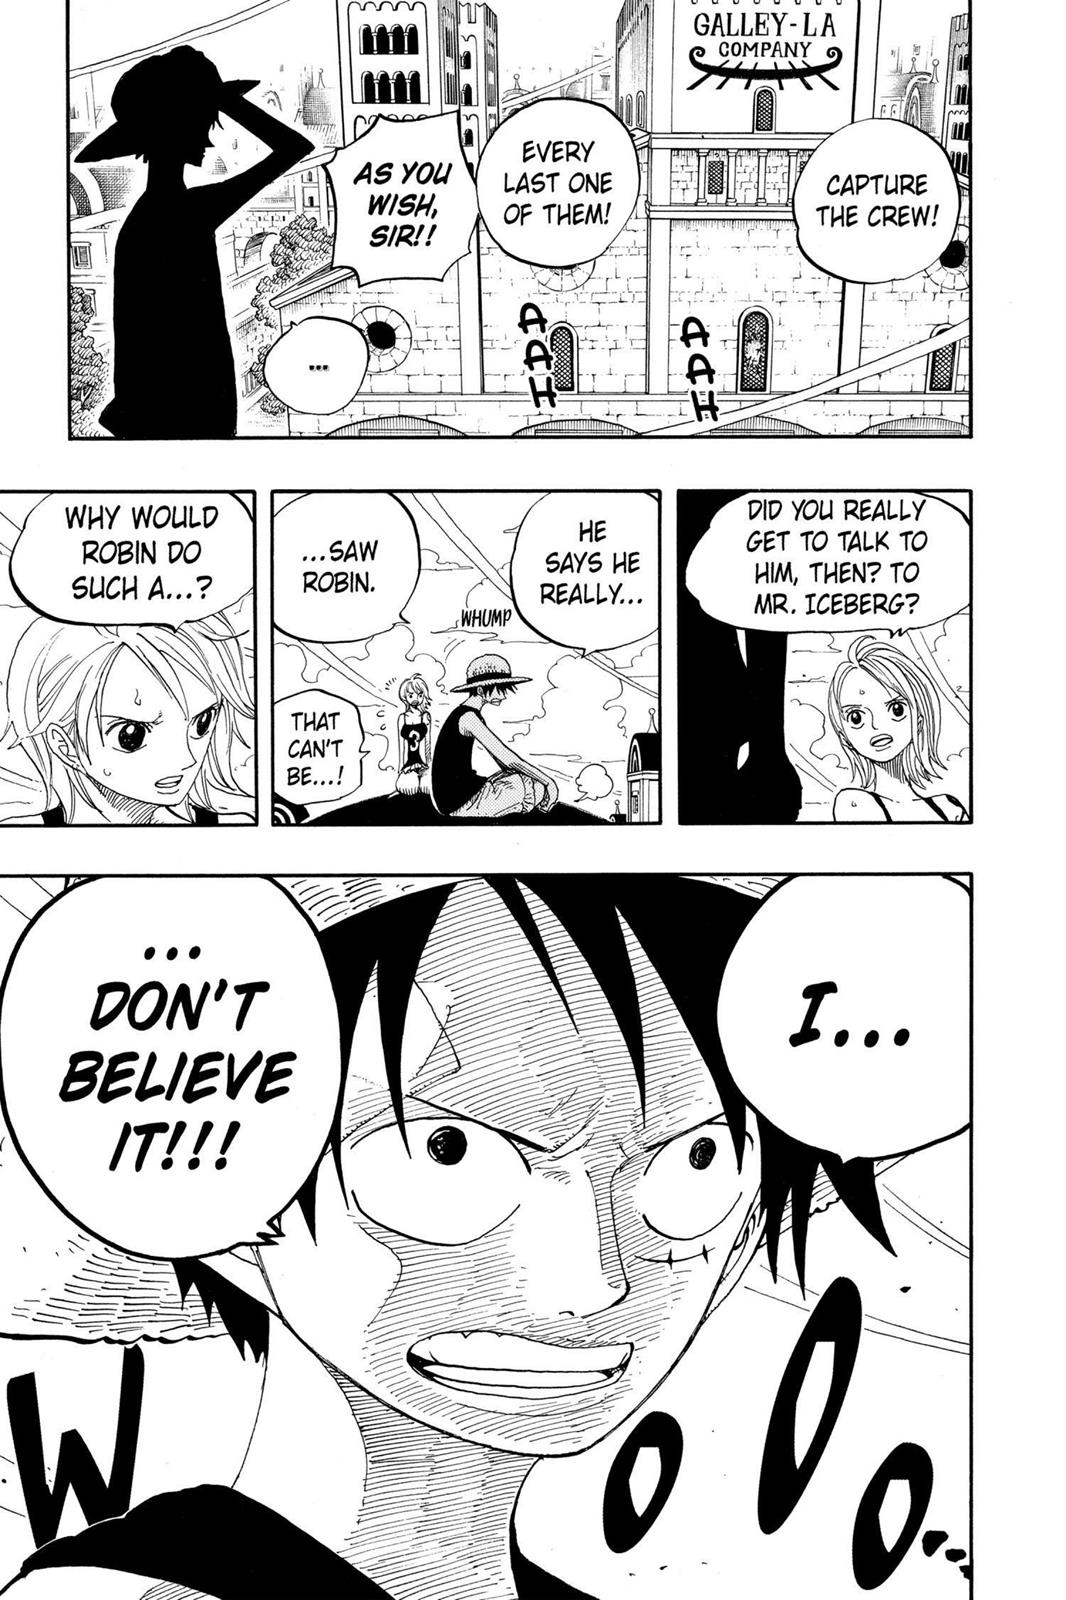 GALLEY-LA
COMPANY
CAPTURE
THE CREW!
EVERY
LAST ONE
OF THEM!
AS YOU
WISH,
SIR!!
...
AAAH
AAAH
DID YOU REALLY
GET TO TALK TO
HIM, THEN? TO
MR. ICEBERG?
HE
SAYS HE
REALLY...
...SAW
ROBIN.
WHUMP
THAT
CAN'T
BE...!
3
WHY WOULD
ROBIN DO
SUCH A...?
I...
...
DON'T
BELIEVE
IT!!!
WOOO